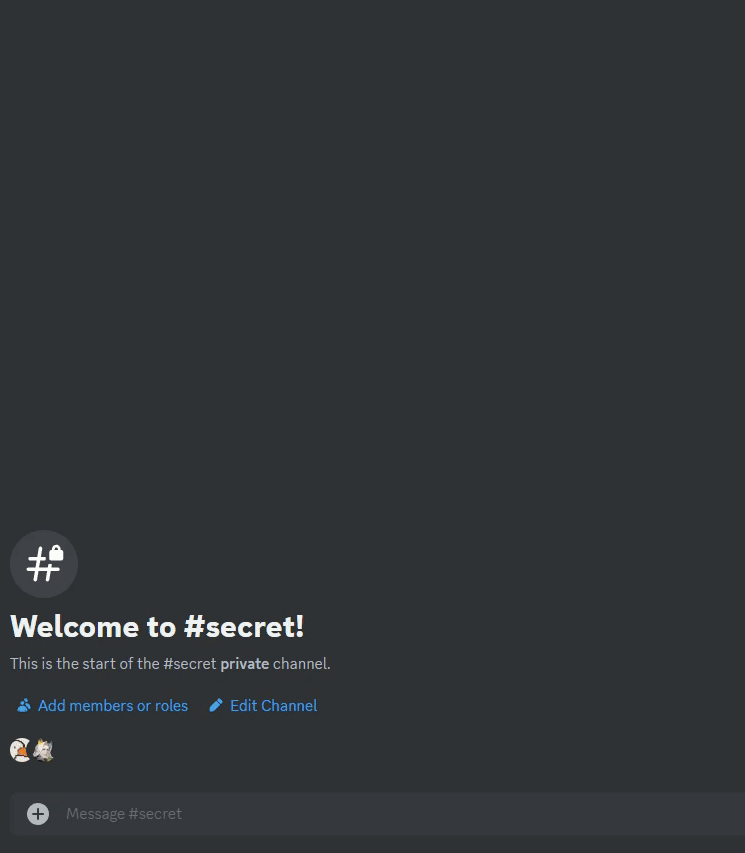 Welcome to #secret!
This is the start of the #secret private channel.
Add members or roles Edit Channel
Message #secret